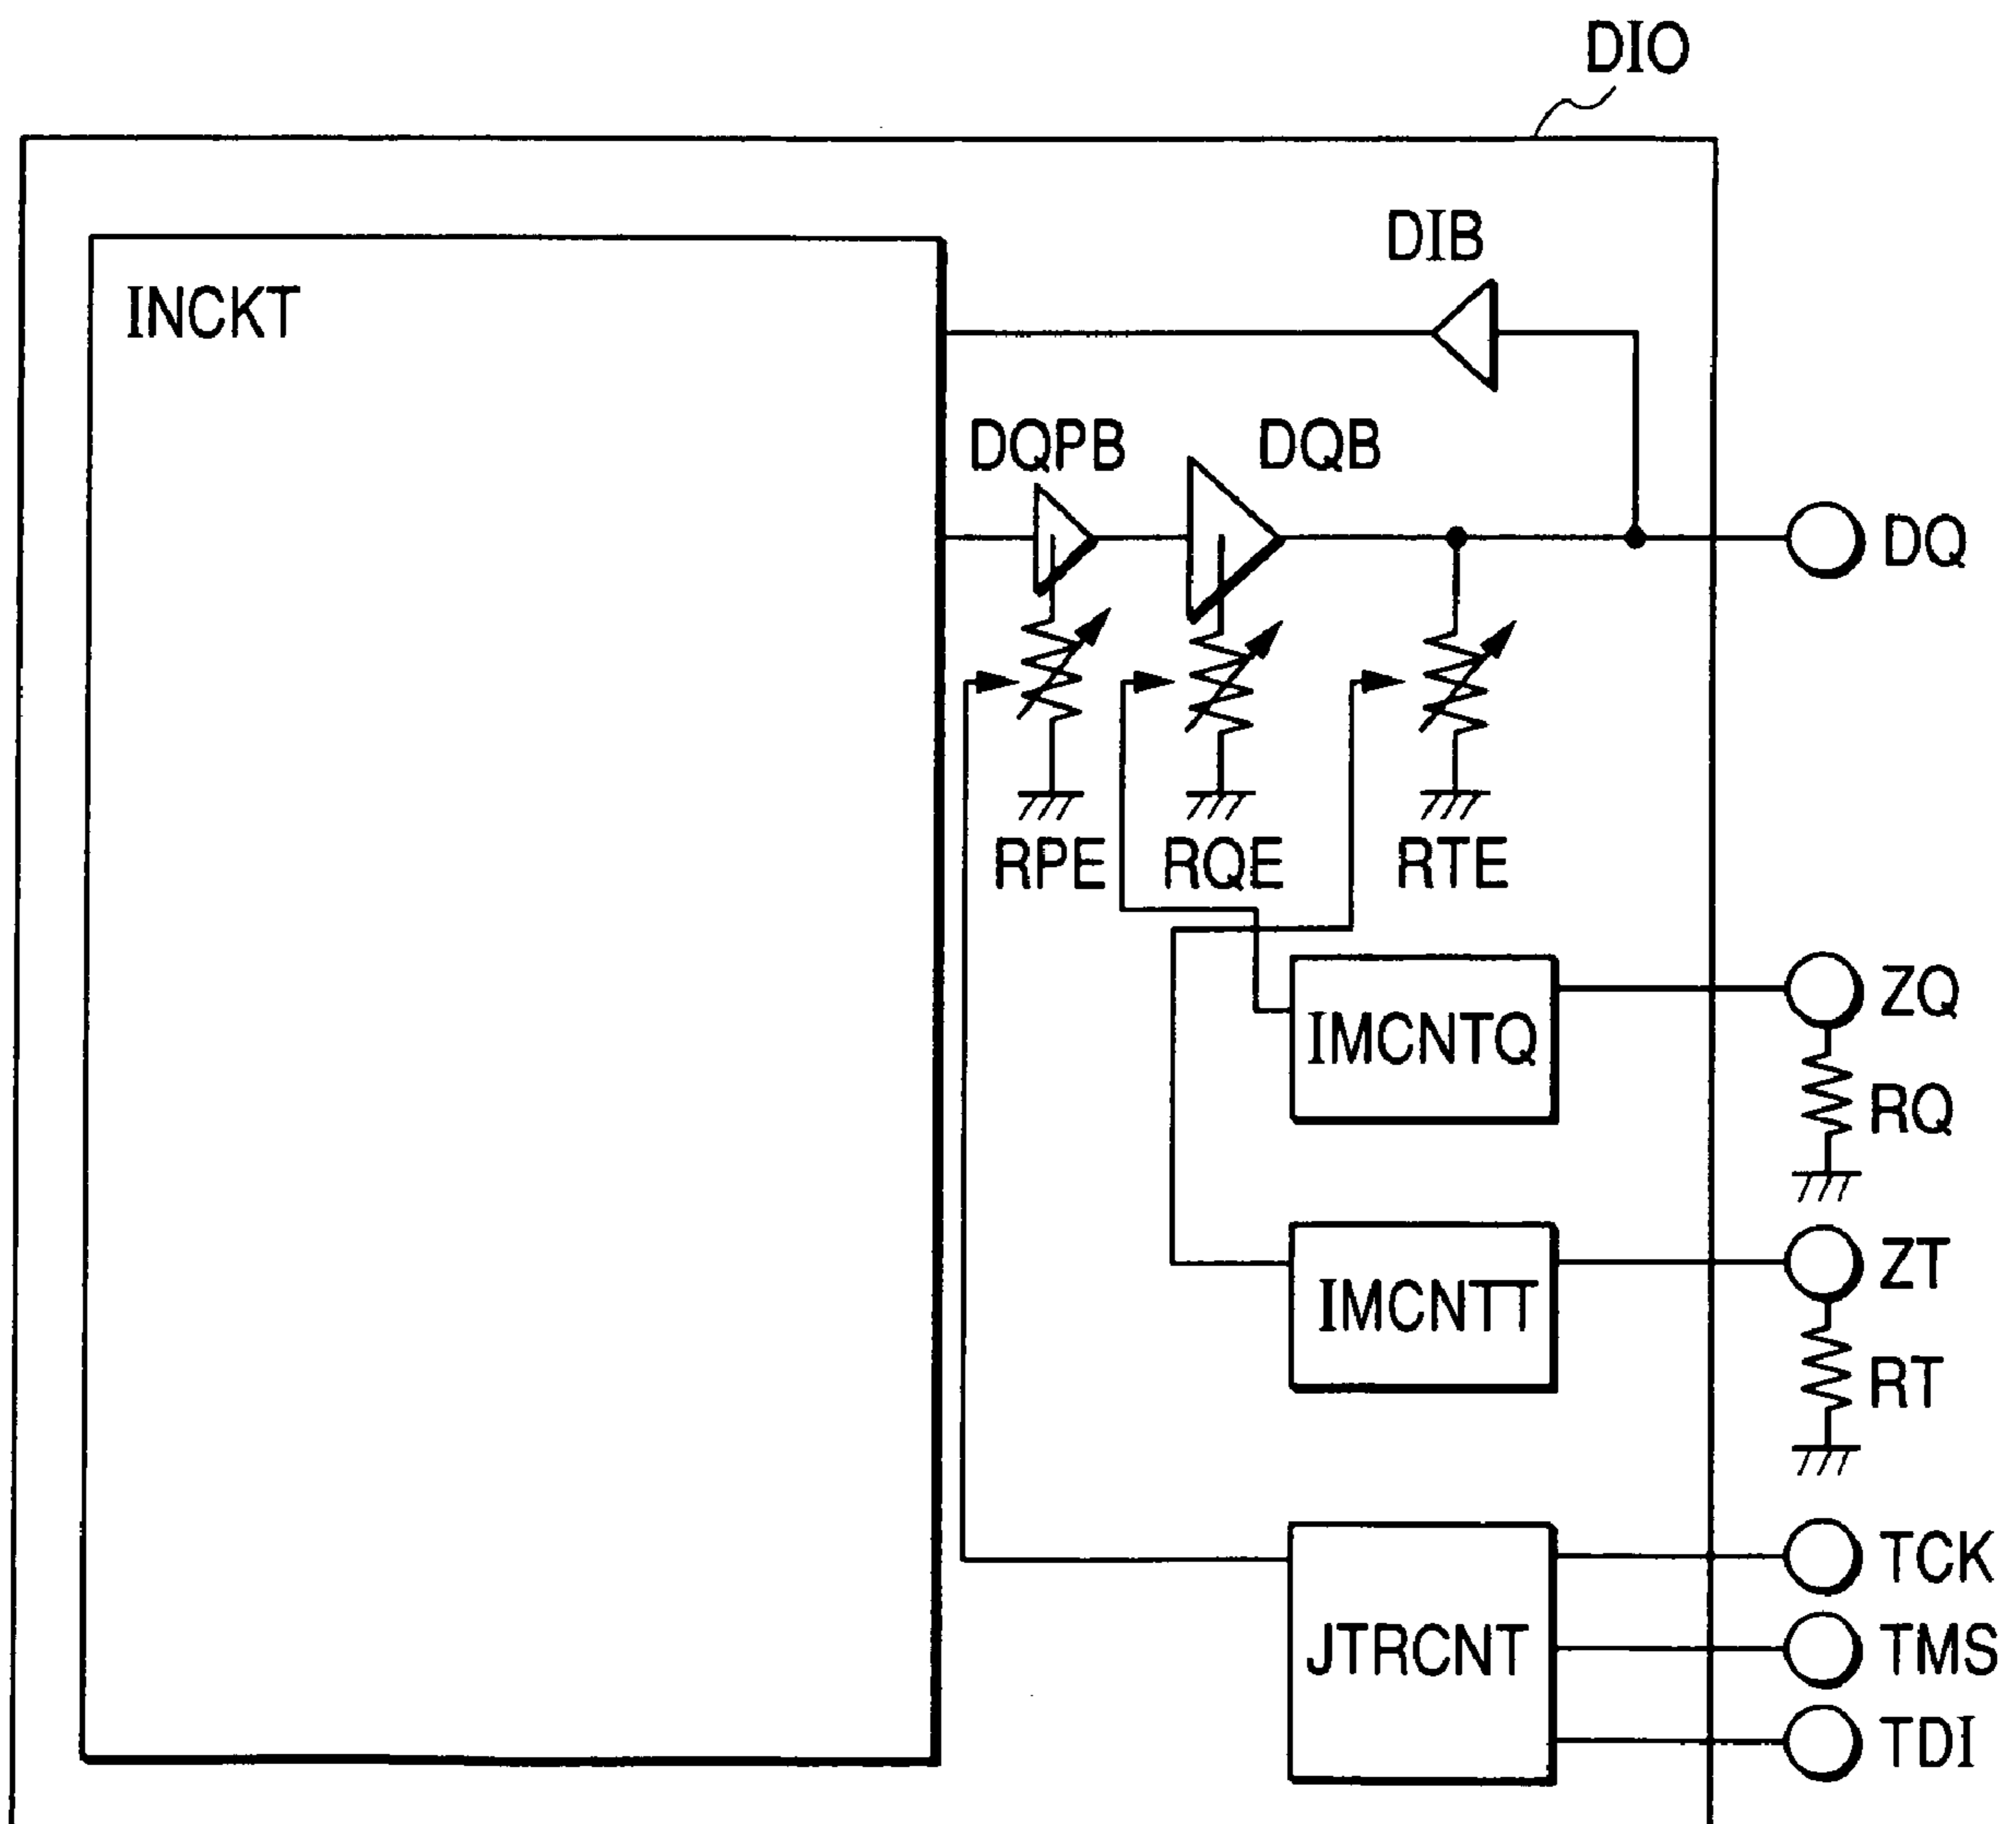 DIO
DIB
INCKT
DQPB
DQB
DQ
RPE
RQE
RTE
IMCNTQ
ZQ
RQ
IMCNTT
ZT
RT
JTRCNT
TCK
TMS
TDI